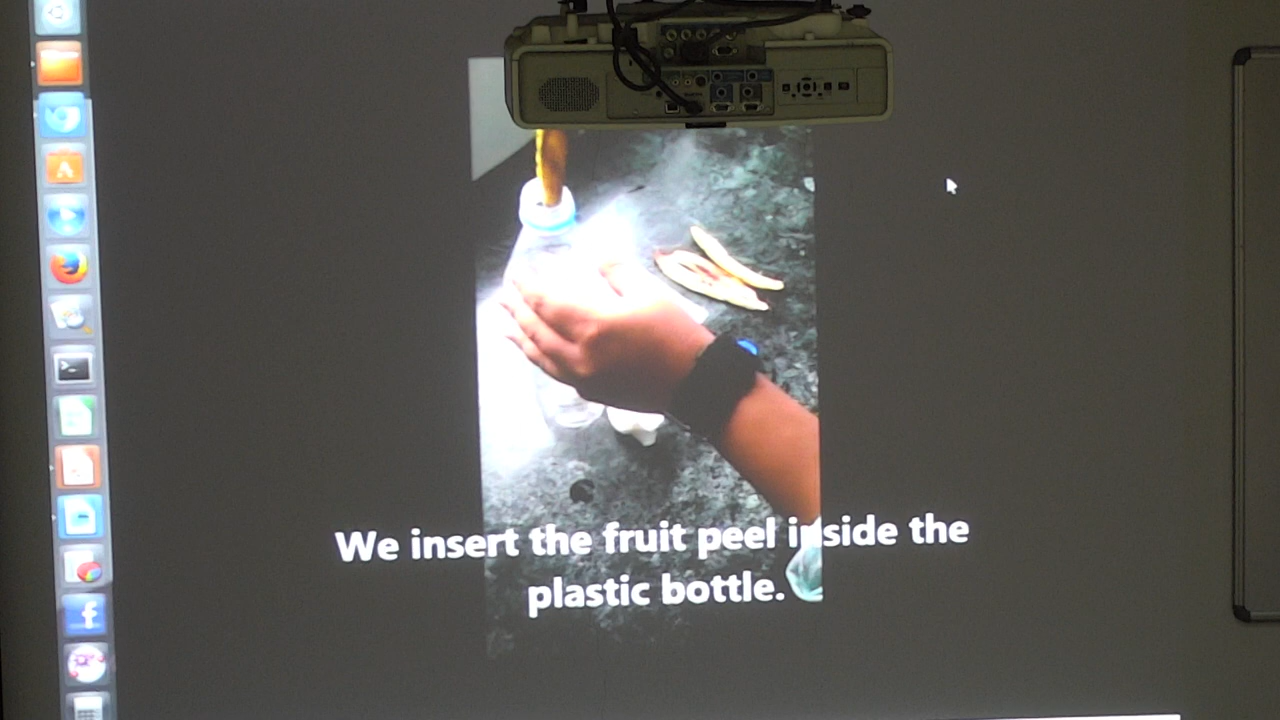 We insert the fruit peel inside the
plastic bottle.